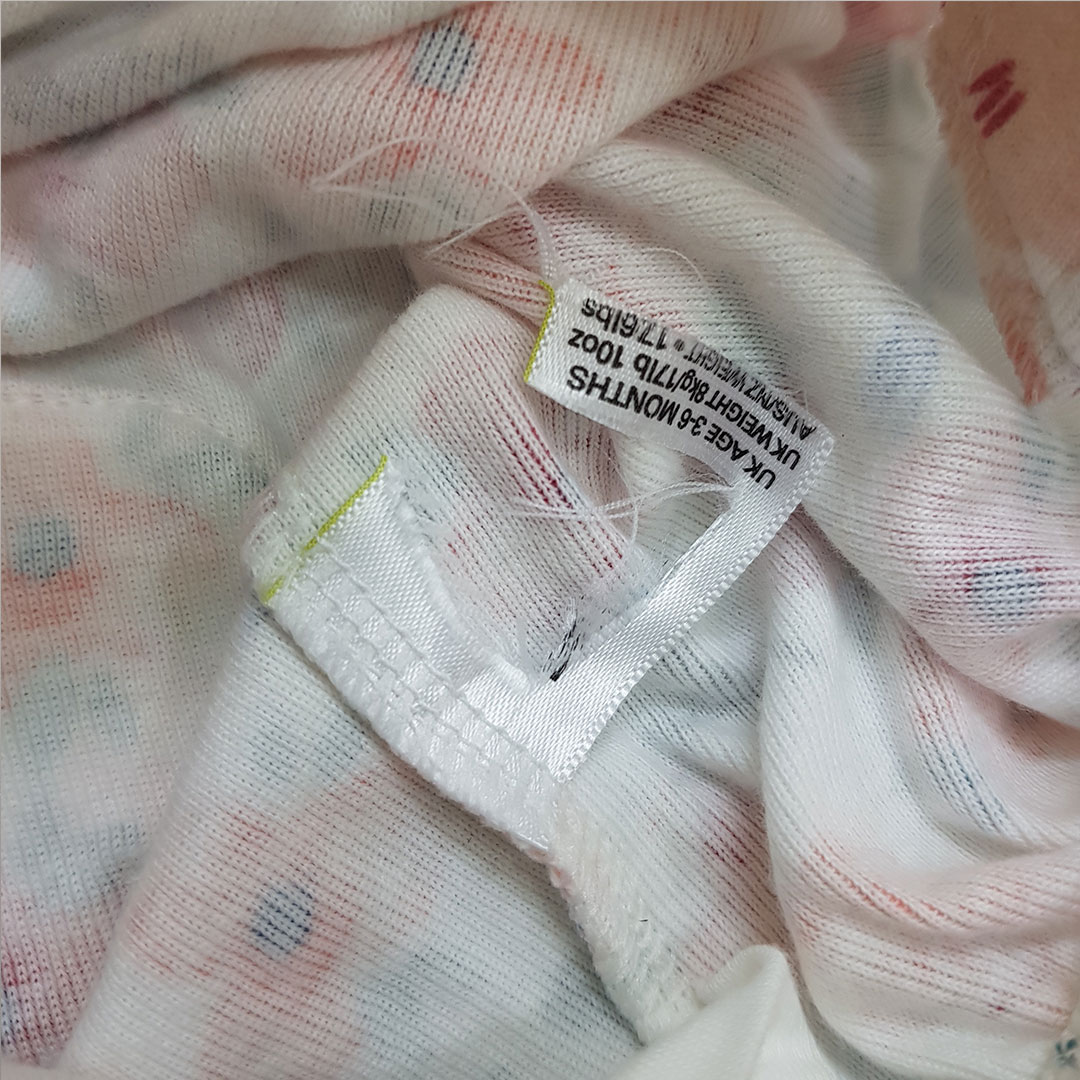 UK AGE 3-6 MONTHS
UK WEIGHT 8kg/17lb 10oz
AUS/NZ WEIGHT • 17.6lbs